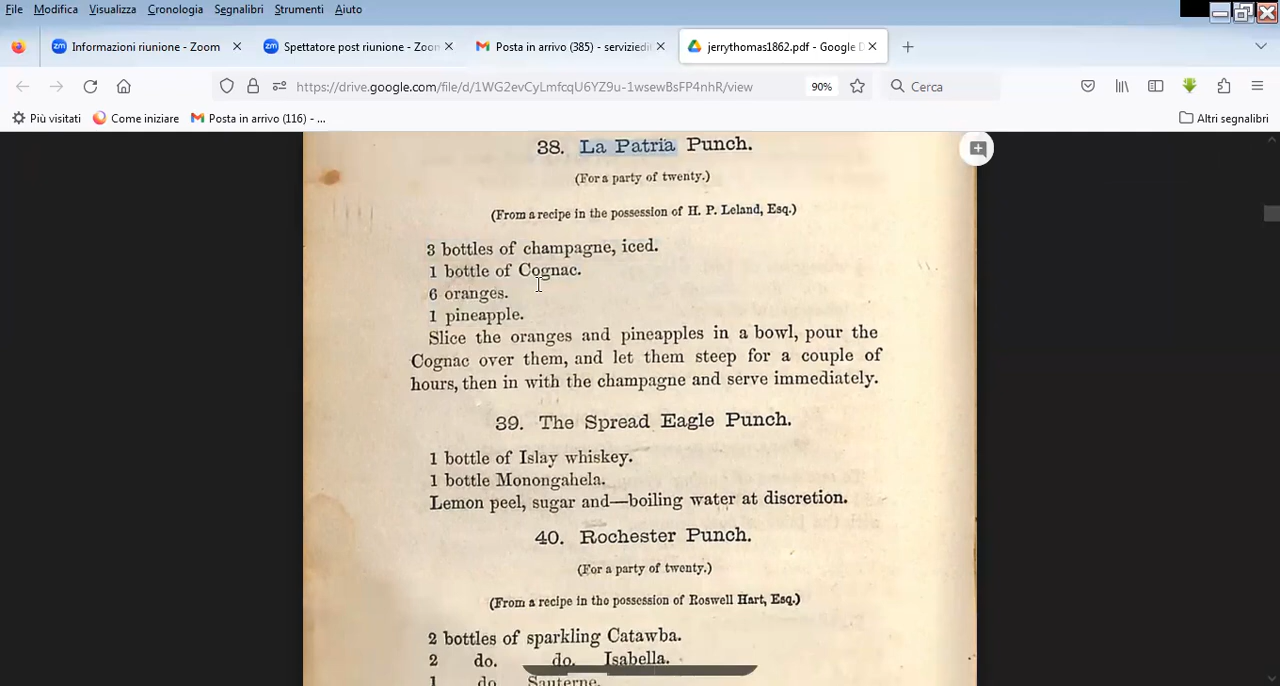 File Modifica Visualizza Cronologia Segnalibri Strumenti Aiuto
Informazioni riunione - Zoom
Spettatore post riunione - Zoom
Posta in arrivo (385) - serviziedit
jerrythomas1862.pdf - Google D
https://drive.google.com/file/d/1WG2evCyLmfcqU6YZ9u-1wsewBsFP4nhR/view 90% Cerca
Più visitati Come iniziare Posta in arrivo (116) - ... Altri segnalibri
38. La Patria Punch.
(For a party of twenty.)
(From a recipe in the possession of H. P. Leland, Esq.)
3 bottles of champagne, iced.
1 bottle of Cognac.
6 oranges.
1 pineapple.
Slice the oranges and pineapples in a bowl, pour the
Cognac over them, and let them steep for a couple of
hours, then in with the champagne and serve immediately.
39. The Spread Eagle Punch.
1 bottle of Islay whiskey.
1 bottle Monongahela.
Lemon peel, sugar and—boiling water at discretion.
40. Rochester Punch.
(For a party of twenty.)
(From a recipe in the possession of Roswell Hart, Esq.)
2 bottles of sparkling Catawba.
2 do. do. Isabella.
1 do. Sauterne.